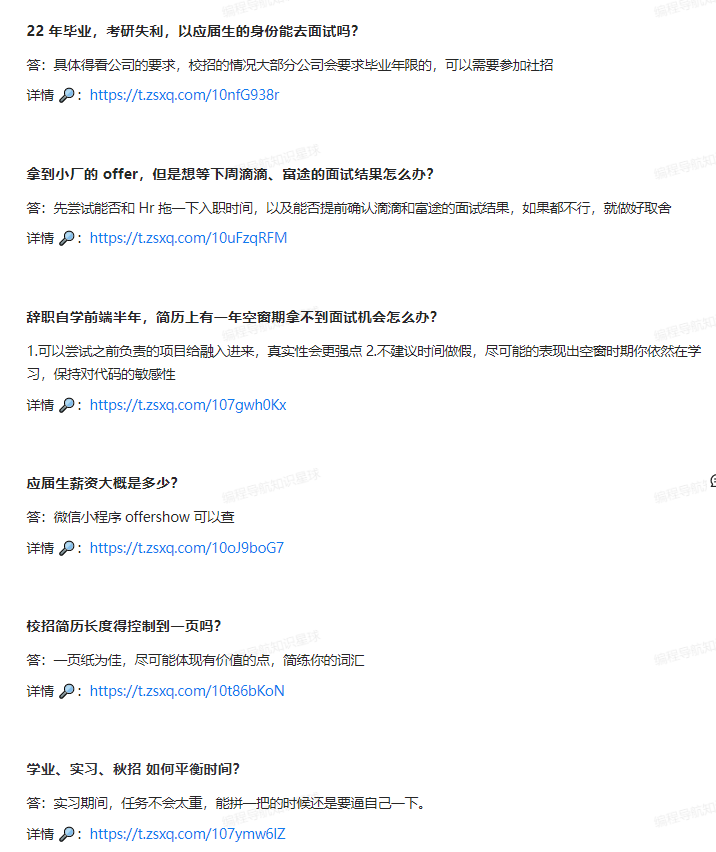 22 年毕业，考研失利，以应届生的身份能去面试吗？
答：具体得看公司的要求，校招的情况大部分公司会要求毕业年限的，可以需要参加社招
详情 🔎：https://t.zsxq.com/10nfG938r
拿到小厂的 offer，但是想等下周滴滴、富途的面试结果怎么办？
答：先尝试能否和 Hr 拖一下入职时间，以及能否提前确认滴滴和富途的面试结果，如果都不行，就做好取舍
详情 🔎：https://t.zsxq.com/10uFzqRFM
辞职自学前端半年，简历上有一年空窗期拿不到面试机会怎么办？
1.可以尝试之前负责的项目给融入进来，真实性会更强点 2.不建议时间做假，尽可能的表现出空窗时期你依然在学
习，保持对代码的敏感性
详情 🔎：https://t.zsxq.com/107gwh0Kx
应届生薪资大概是多少？
答：微信小程序 offershow 可以查
详情 🔎：https://t.zsxq.com/10oJ9boG7
校招简历长度得控制到一页吗？
答：一页纸为佳，尽可能体现有价值的点，简练你的词汇
详情 🔎：https://t.zsxq.com/10t86bKoN
学业、实习、秋招 如何平衡时间？
答：实习期间，任务不会太重，能拼一把的时候还是要逼自己一下。
详情 🔎：https://t.zsxq.com/107ymw6lZ
编程导航知识星球